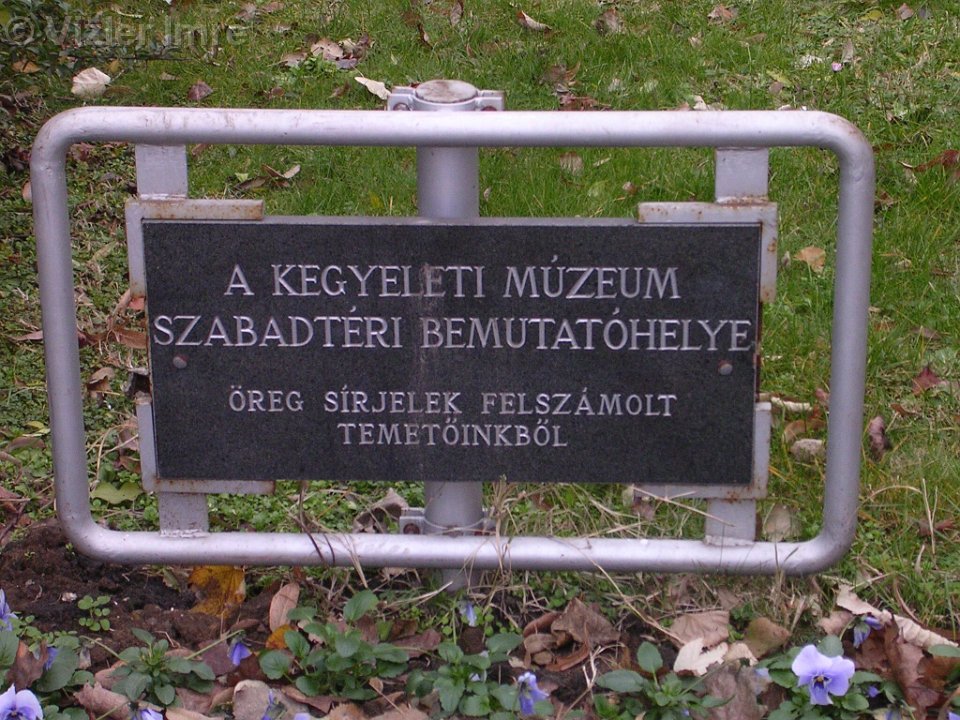 © Vizler Imre
A KEGYELETI MÚZEUM
SZABADTÉRI BEMUTATÓHELYE
ÖREG SÍRJELEK FELSZÁMOLT
TEMETŐINKBŐL